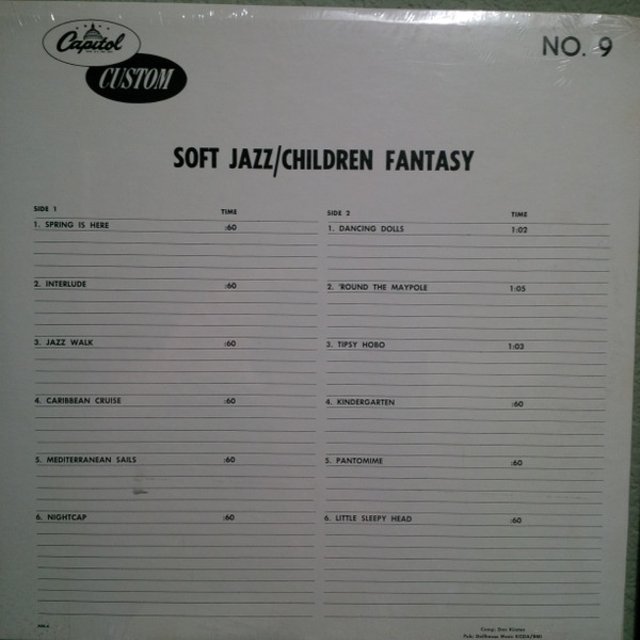 Capitol
CUSTOM
NO. 9
SOFT JAZZ/CHILDREN FANTASY
SIDE 1 TIME
1. SPRING IS HERE :60
2. INTERLUDE :60
3. JAZZ WALK :60
4. CARIBBEAN CRUISE :60
5. MEDITERRANEAN SAILS :60
6. NIGHTCAP :60
SIDE 2 TIME
1. DANCING DOLLS 1:02
2. 'ROUND THE MAYPOLE 1:05
3. TIPSY HOBO 1:03
4. KINDERGARTEN :60
5. PANTOMIME :60
6. LITTLE SLEEPY HEAD :60
Comp:
Pub: Music